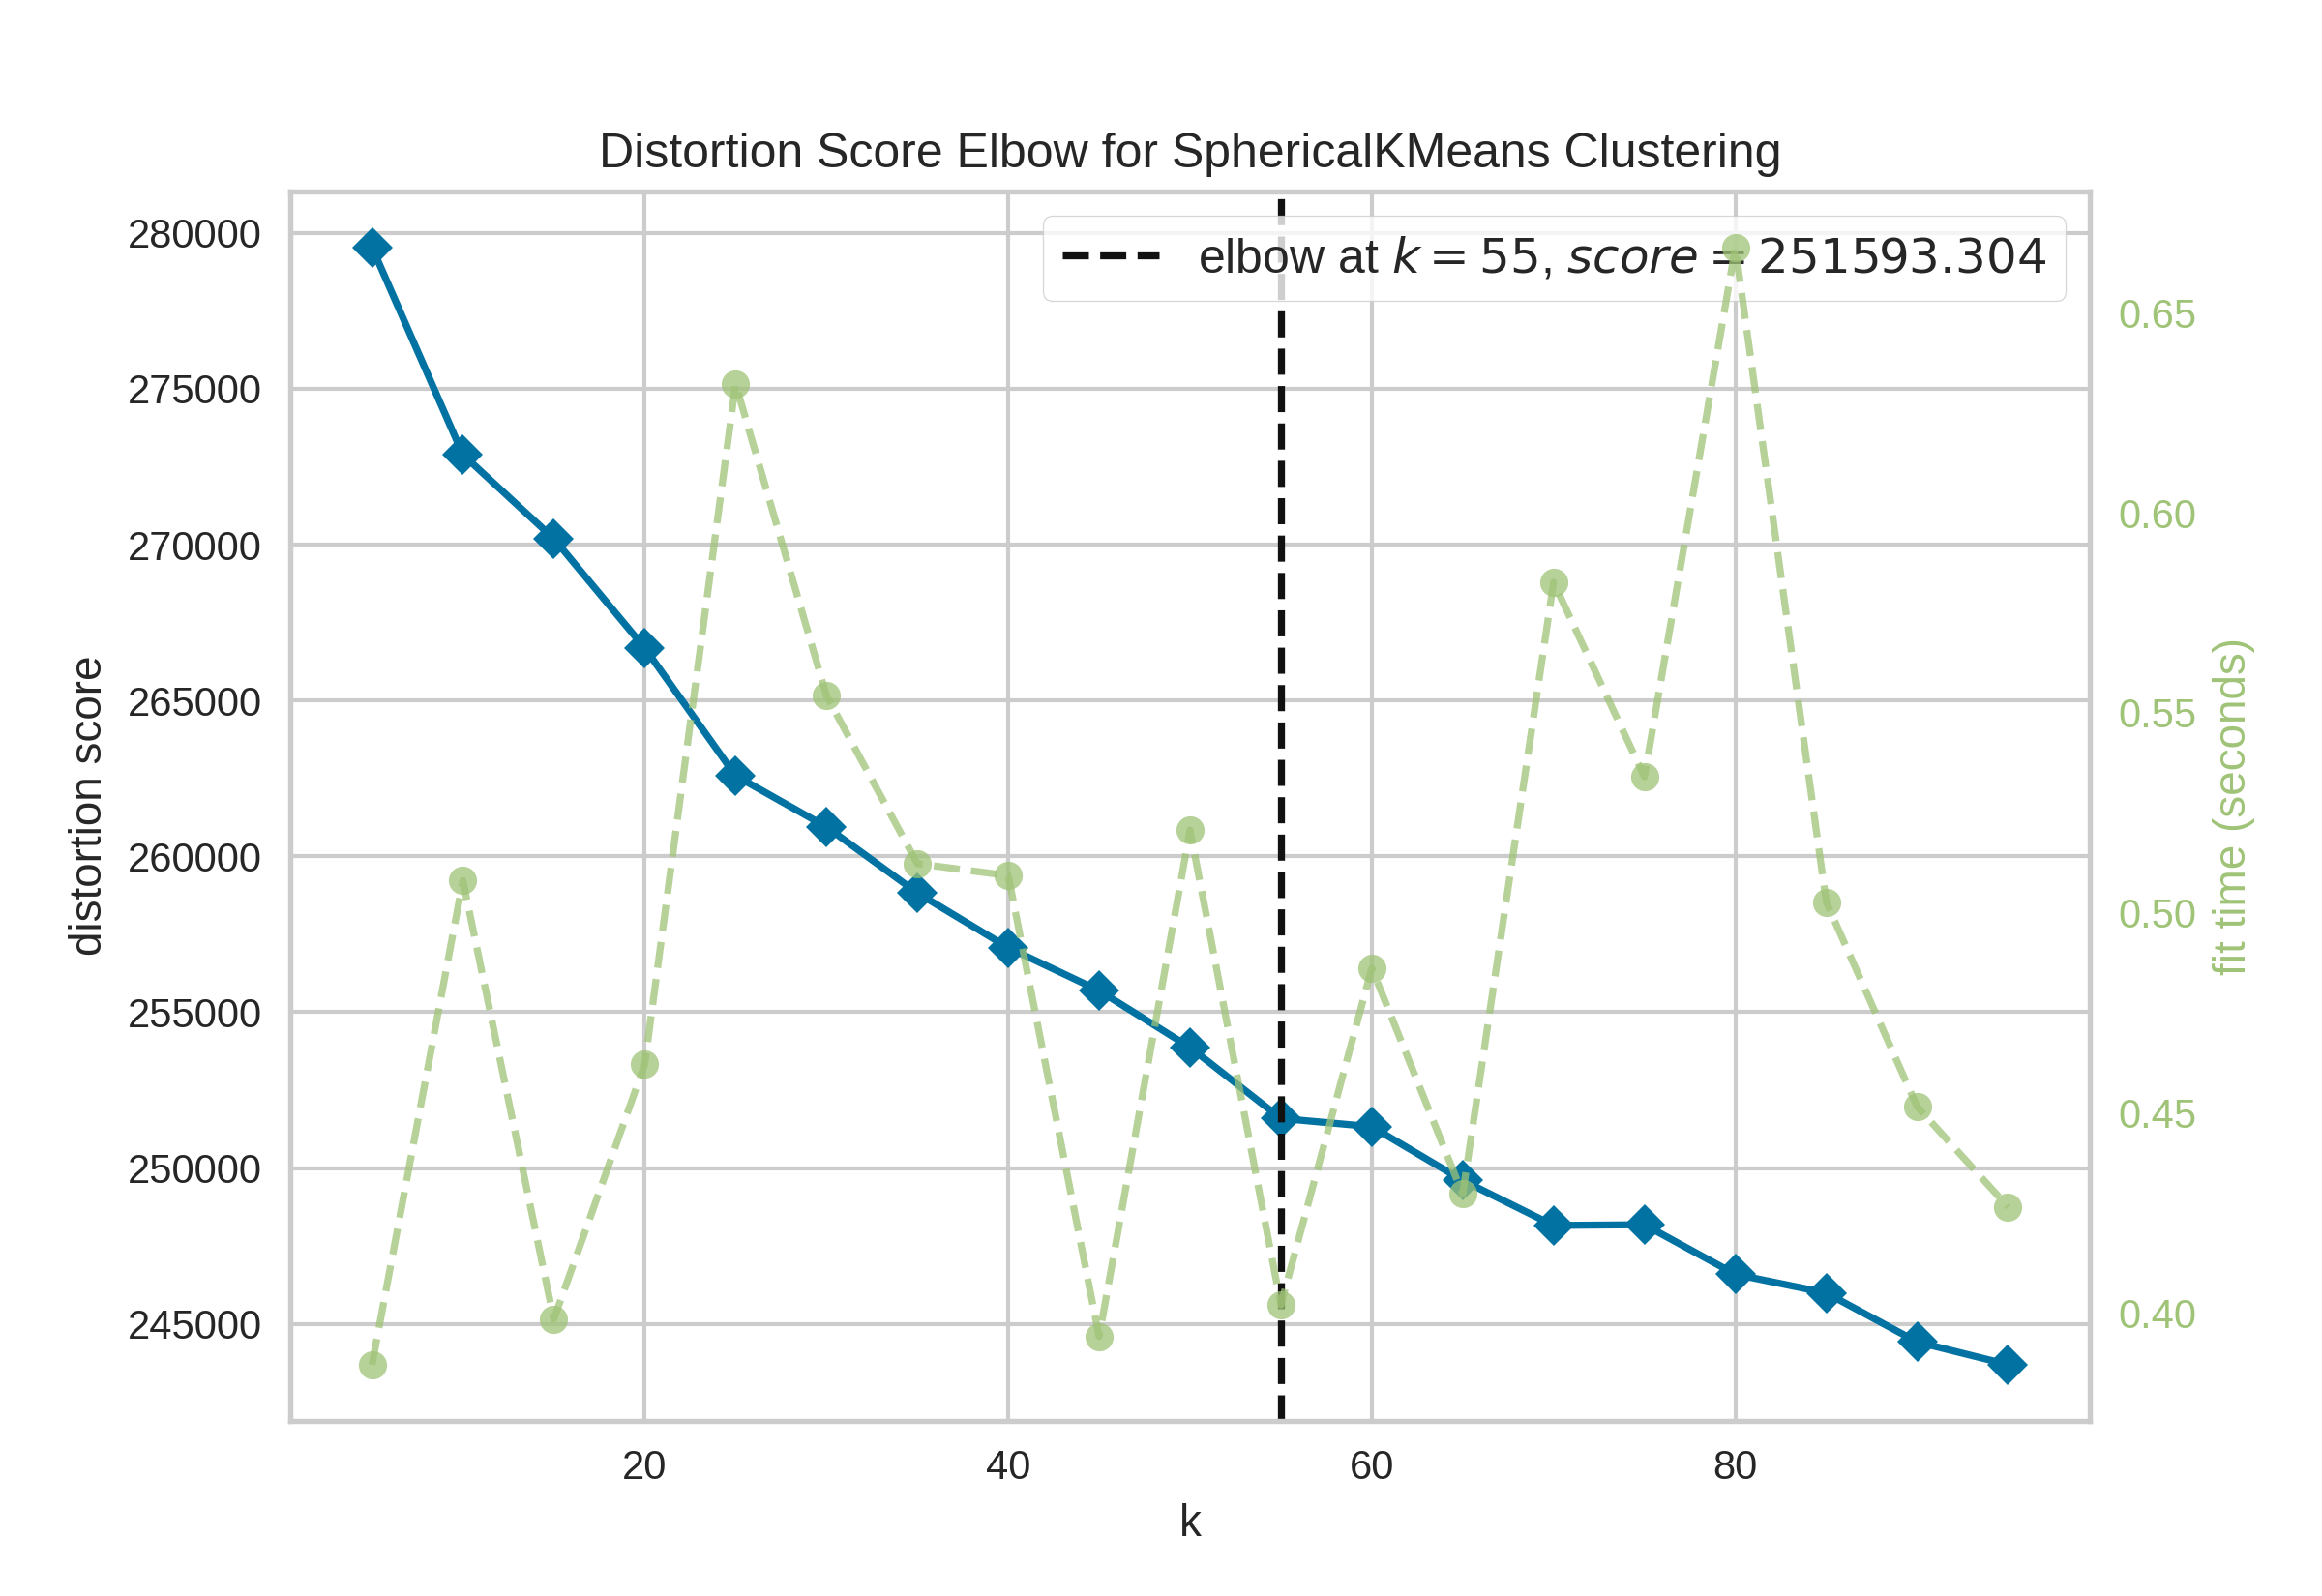 Distortion Score Elbow for SphericalKMeans Clustering
elbow at k = 55, score = 251593.304
280000
275000
270000
265000
260000
255000
250000
245000
distortion score
0.65
0.60
0.55
0.50
0.45
0.40
fit time (seconds)
20 40 60 80
k